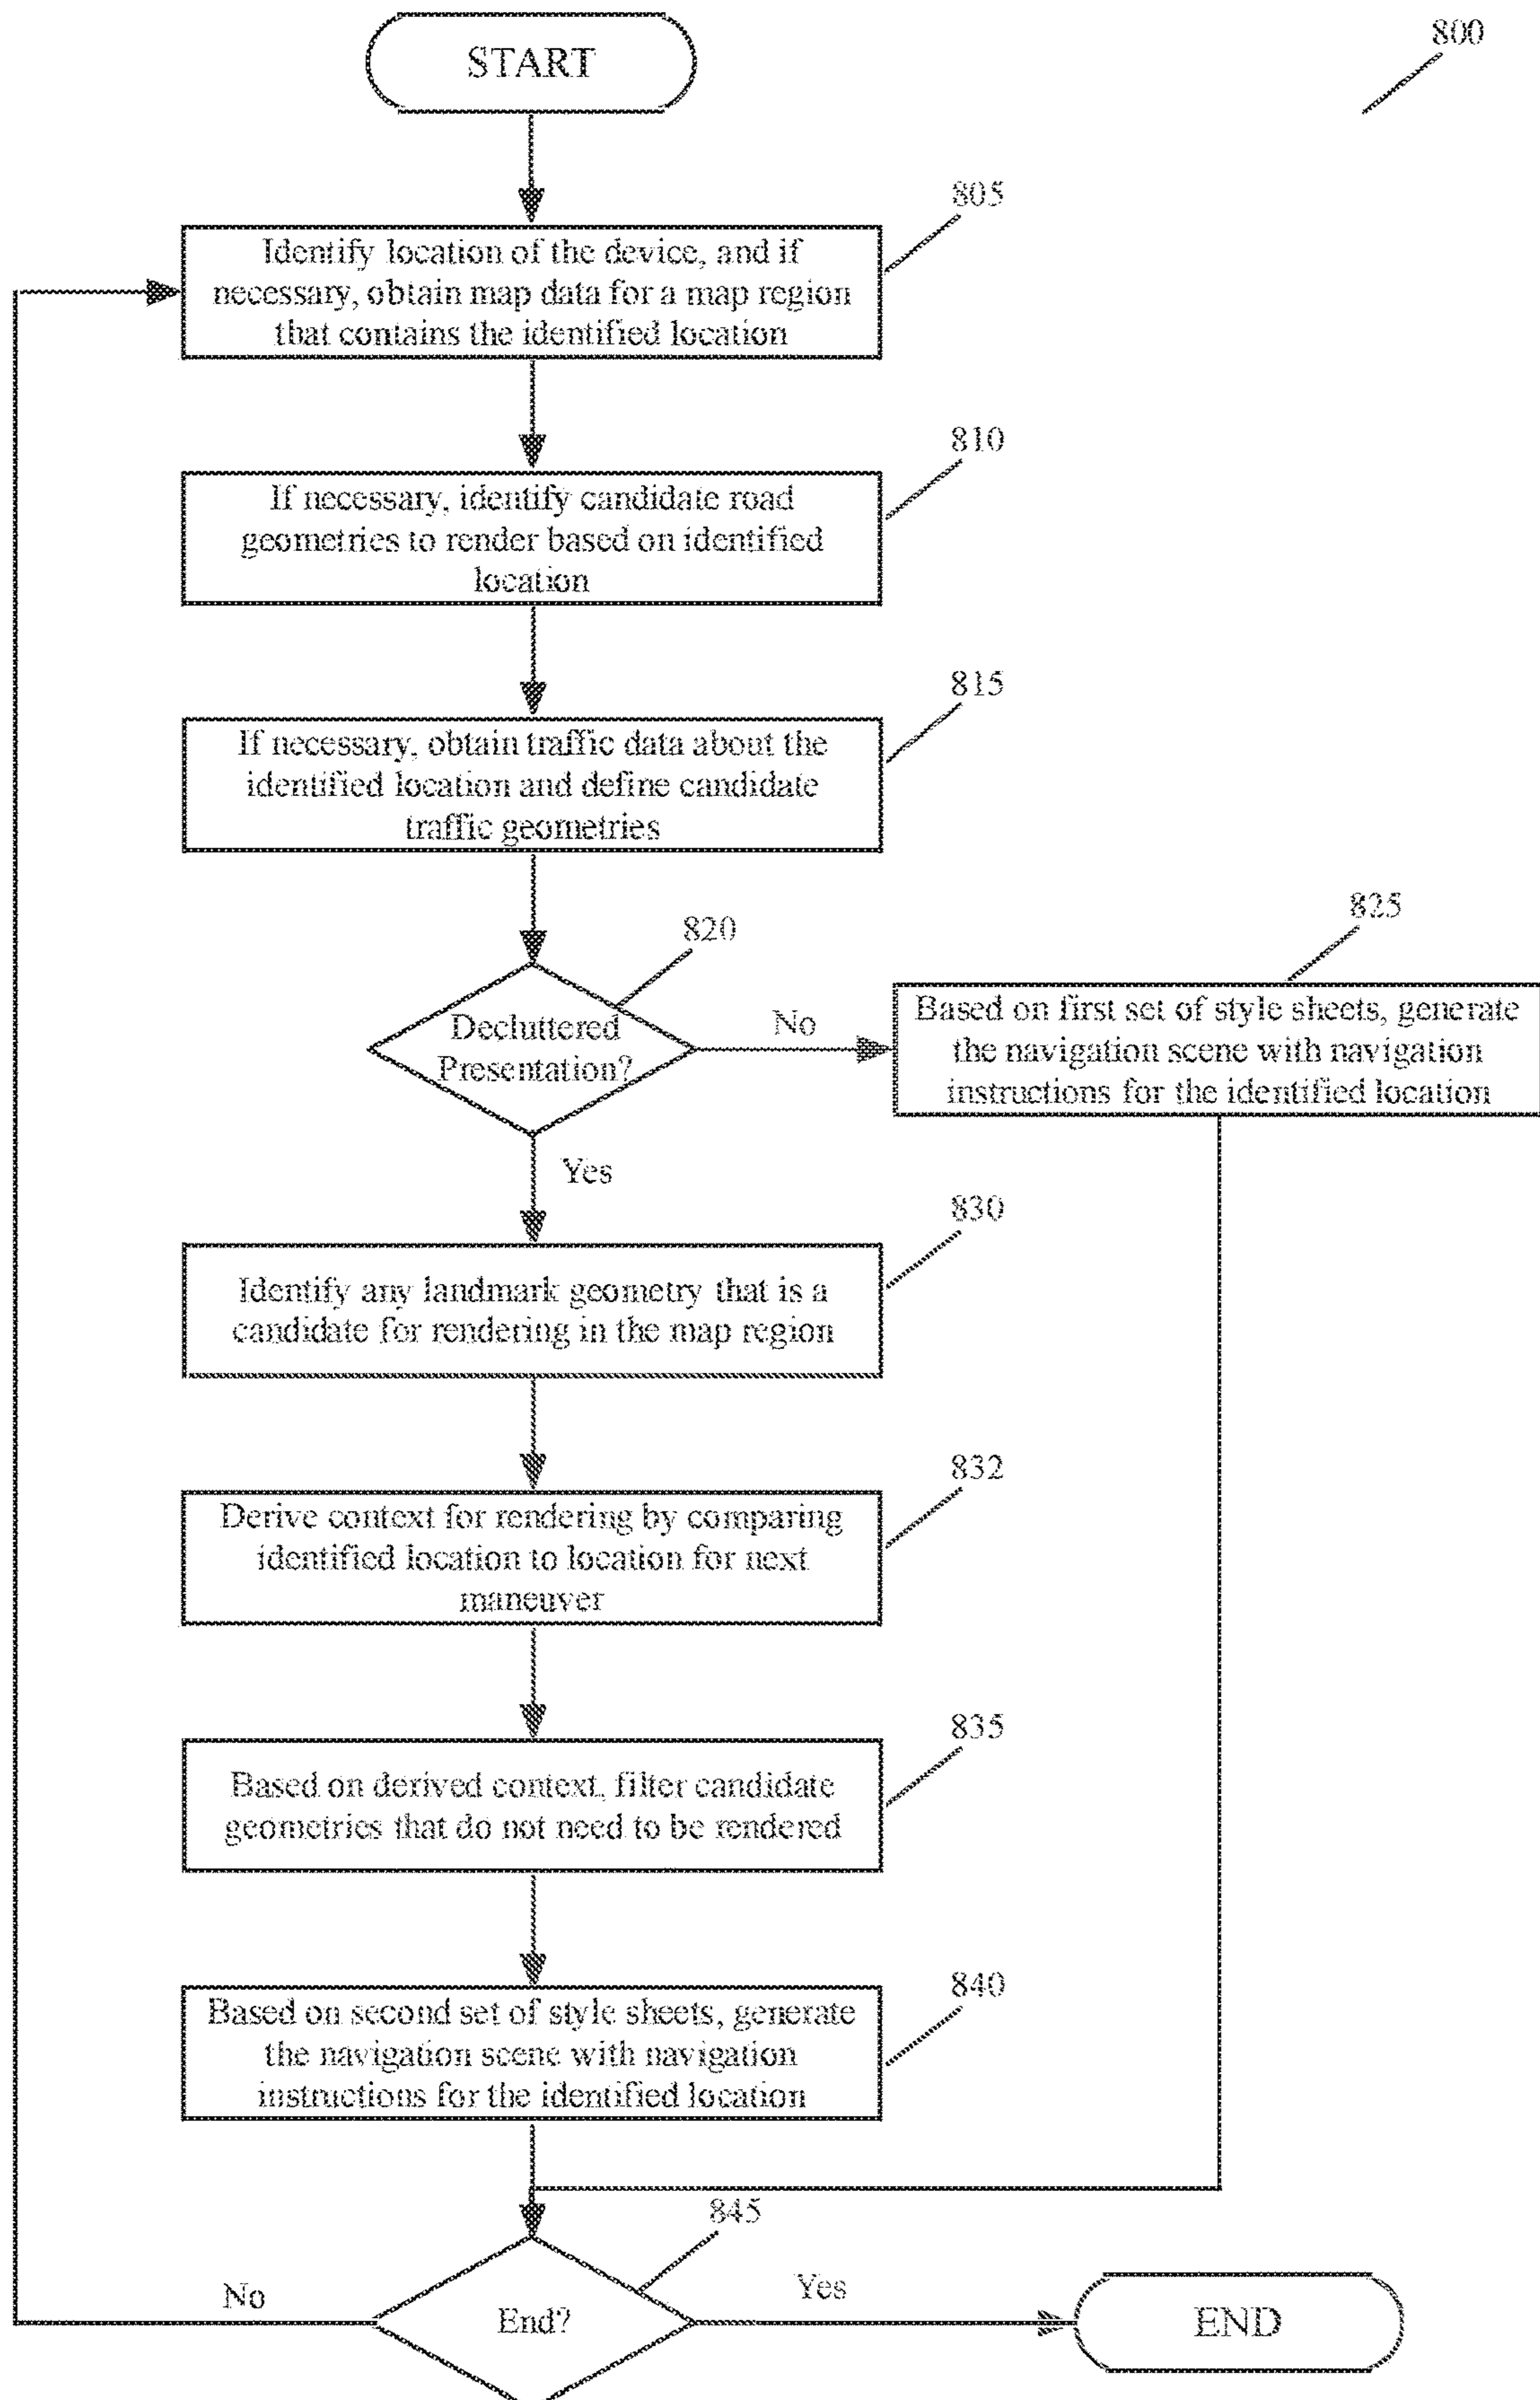 START
800
805
Identify location of the device, and if
necessary, obtain map data for a map region
that contains the identified location
810
If necessary, identify candidate road
geometries to render based on identified
location
815
If necessary, obtain traffic data about the
identified location and define candidate
traffic geometries
820
Decluttered
Presentation?
No
825
Based on first set of style sheets, generate
the navigation scene with navigation
instructions for the identified location
Yes
830
Identify any landmark geometry that is a
candidate for rendering in the map region
832
Derive context for rendering by comparing
identified location to location for next
maneuver
835
Based on derived context, filter candidate
geometries that do not need to be rendered
840
Based on second set of style sheets, generate
the navigation scene with navigation
instructions for the identified location
845
No
End?
Yes
END